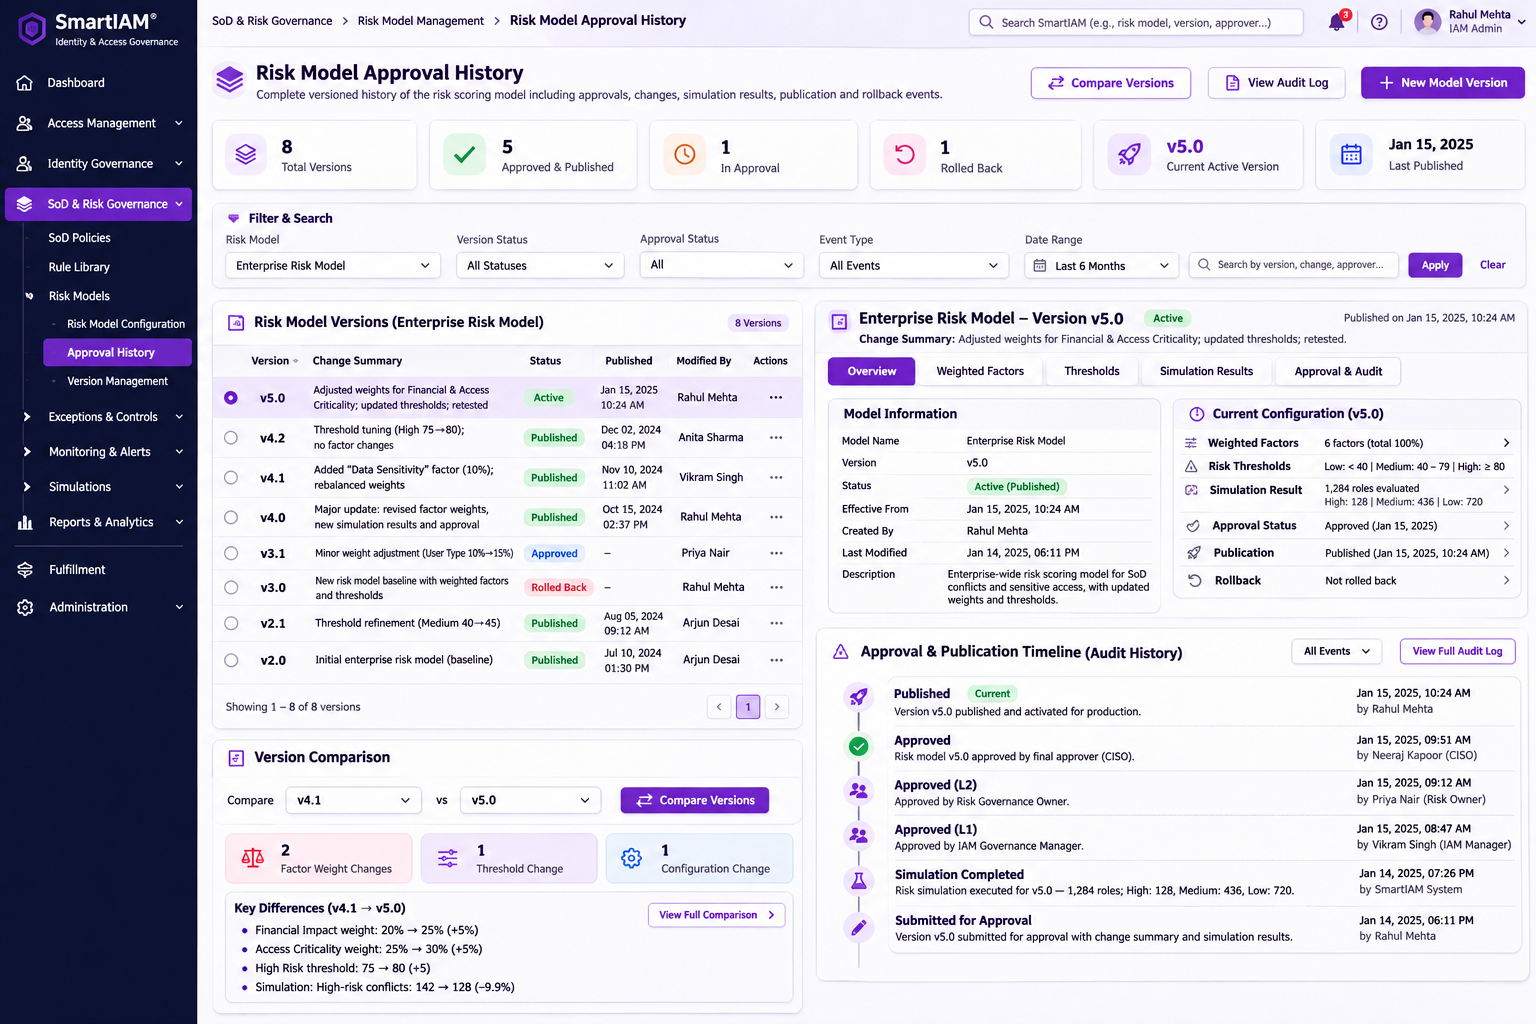 SmartIAM®
Identity & Access Governance
Dashboard
Access Management
Identity Governance
SoD & Risk Governance
SoD Policies
Rule Library
Risk Models
Risk Model Configuration
Approval History
Version Management
Exceptions & Controls
Monitoring & Alerts
Simulations
Reports & Analytics
Fulfillment
Administration
SoD & Risk Governance > Risk Model Management > Risk Model Approval History
Search SmartIAM (e.g., risk model, version, approver...)
3
Rahul Mehta
IAM Admin
Risk Model Approval History
Complete versioned history of the risk scoring model including approvals, changes, simulation results, publication and rollback events.
Compare Versions
View Audit Log
New Model Version
8
Total Versions
5
Approved & Published
1
In Approval
1
Rolled Back
v5.0
Current Active Version
Jan 15, 2025
Last Published
Filter & Search
Risk Model
Enterprise Risk Model
Version Status
All Statuses
Approval Status
All
Event Type
All Events
Date Range
Last 6 Months
Search by version, change, approver...
Apply
Clear
Risk Model Versions (Enterprise Risk Model)
8 Versions
Version Change Summary Status Published Modified By Actions
v5.0 Adjusted weights for Financial & Access Active Jan 15, 2025 Rahul Mehta
Criticality; updated thresholds; retested 10:24 AM
v4.2 Threshold tuning (High 75→80); Published Dec 02, 2024 Anita Sharma
no factor changes 04:18 PM
v4.1 Added "Data Sensitivity" factor (10%); Published Nov 10, 2024 Vikram Singh
rebalanced weights 11:02 AM
v4.0 Major update: revised factor weights, Published Oct 15, 2024 Rahul Mehta
new simulation results and approval 02:37 PM
v3.1 Minor weight adjustment (User Type 10%→15%) Approved – Priya Nair
v3.0 New risk model baseline with weighted factors Rolled Back – Rahul Mehta
and thresholds
v2.1 Threshold refinement (Medium 40→45) Published Aug 05, 2024 Arjun Desai
09:12 AM
v2.0 Initial enterprise risk model (baseline) Published Jul 10, 2024 Arjun Desai
01:30 PM
Showing 1 – 8 of 8 versions
1
Version Comparison
Compare v4.1 vs v5.0 Compare Versions
2
Factor Weight Changes
1
Threshold Change
1
Configuration Change
Key Differences (v4.1 → v5.0)
View Full Comparison
• Financial Impact weight: 20% → 25% (+5%)
• Access Criticality weight: 25% → 30% (+5%)
• High Risk threshold: 75 → 80 (+5)
• Simulation: High-risk conflicts: 142 → 128 (–9.9%)
Enterprise Risk Model – Version v5.0 Active
Published on Jan 15, 2025, 10:24 AM
Change Summary: Adjusted weights for Financial & Access Criticality; updated thresholds; retested.
Overview
Weighted Factors
Thresholds
Simulation Results
Approval & Audit
Model Information
Model Name Enterprise Risk Model
Version v5.0
Status Active (Published)
Effective From Jan 15, 2025, 10:24 AM
Created By Rahul Mehta
Last Modified Jan 14, 2025, 06:11 PM
Description Enterprise-wide risk scoring model for SoD
conflicts and sensitive access, with updated
weights and thresholds.
Current Configuration (v5.0)
Weighted Factors 6 factors (total 100%)
Risk Thresholds Low: < 40 | Medium: 40 – 79 | High: ≥ 80
Simulation Result 1,284 roles evaluated
High: 128 | Medium: 436 | Low: 720
Approval Status Approved (Jan 15, 2025)
Publication Published (Jan 15, 2025, 10:24 AM)
Rollback Not rolled back
Approval & Publication Timeline (Audit History)
All Events
View Full Audit Log
Published Current Jan 15, 2025, 10:24 AM
Version v5.0 published and activated for production. by Rahul Mehta
Approved Jan 15, 2025, 09:51 AM
Risk model v5.0 approved by final approver (CISO). by Neeraj Kapoor (CISO)
Approved (L2) Jan 15, 2025, 09:12 AM
Approved by Risk Governance Owner. by Priya Nair (Risk Owner)
Approved (L1) Jan 15, 2025, 08:47 AM
Approved by IAM Governance Manager. by Vikram Singh (IAM Manager)
Simulation Completed Jan 14, 2025, 07:26 PM
Risk simulation executed for v5.0 — 1,284 roles; High: 128, Medium: 436, Low: 720. by SmartIAM System
Submitted for Approval Jan 14, 2025, 06:11 PM
Version v5.0 submitted for approval with change summary and simulation results. by Rahul Mehta